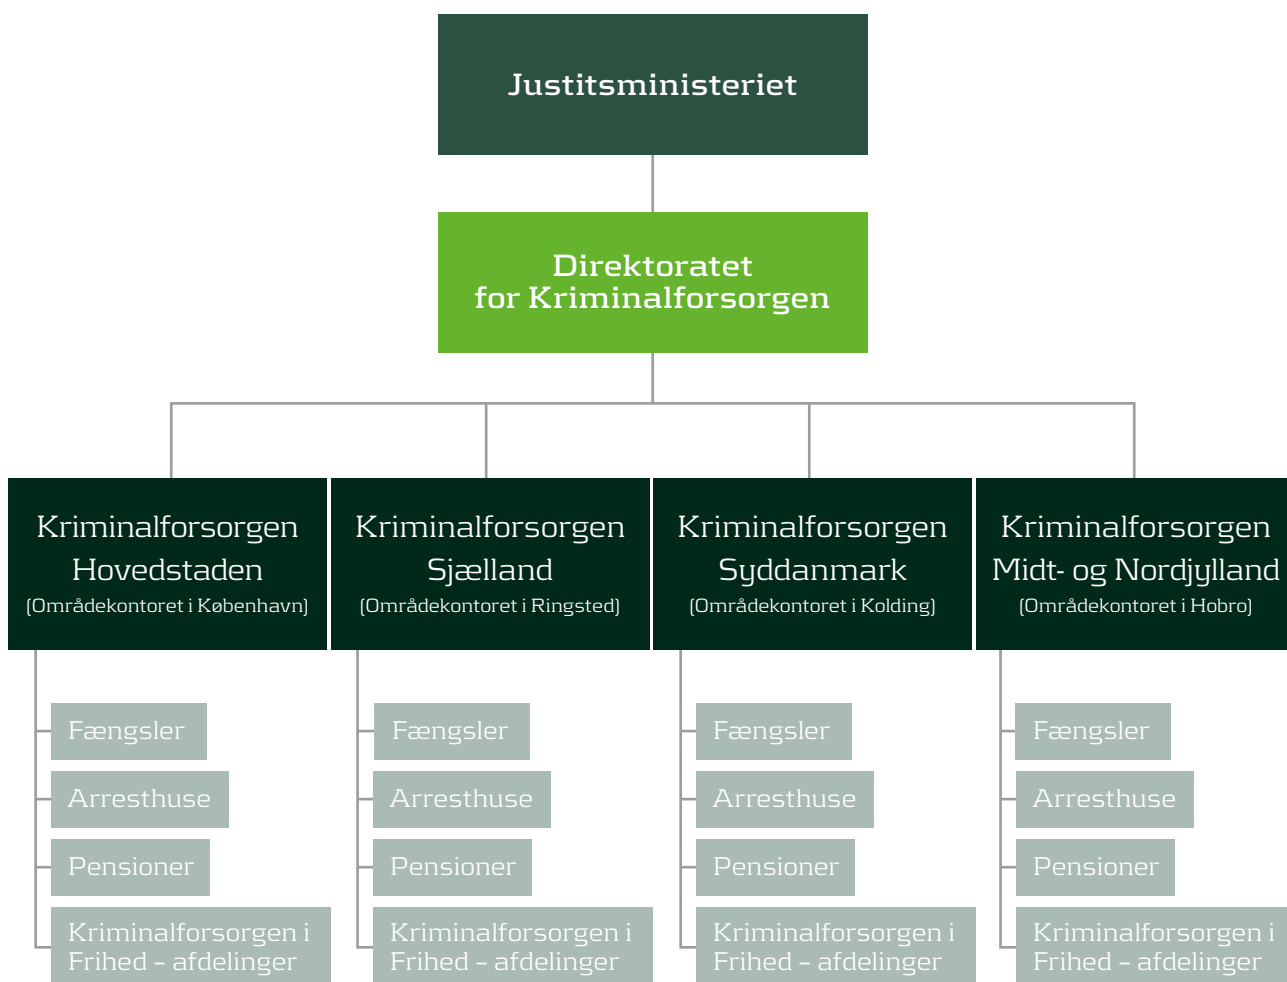 Justitsministeriet
Direktoratet
for Kriminalforsorgen
Kriminalforsorgen
Hovedstaden
(Områdekontoret i København)
Fængsler
Arresthuse
Pensioner
Kriminalforsorgen i
Frihed – afdelinger
Kriminalforsorgen
Sjælland
(Områdekontoret i Ringsted)
Fængsler
Arresthuse
Pensioner
Kriminalforsorgen i
Frihed – afdelinger
Kriminalforsorgen
Syddanmark
(Områdekontoret i Kolding)
Fængsler
Arresthuse
Pensioner
Kriminalforsorgen i
Frihed – afdelinger
Kriminalforsorgen
Midt- og Nordjylland
(Områdekontoret i Hobro)
Fængsler
Arresthuse
Pensioner
Kriminalforsorgen i
Frihed – afdelinger